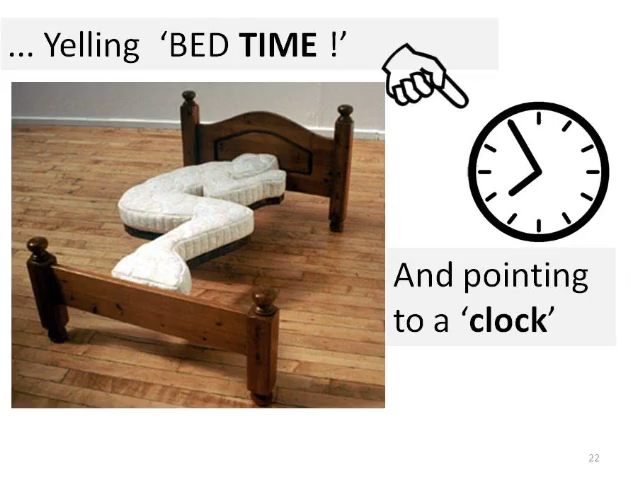 ... Yelling ‘BED TIME !’
And pointing
to a ‘clock’
22